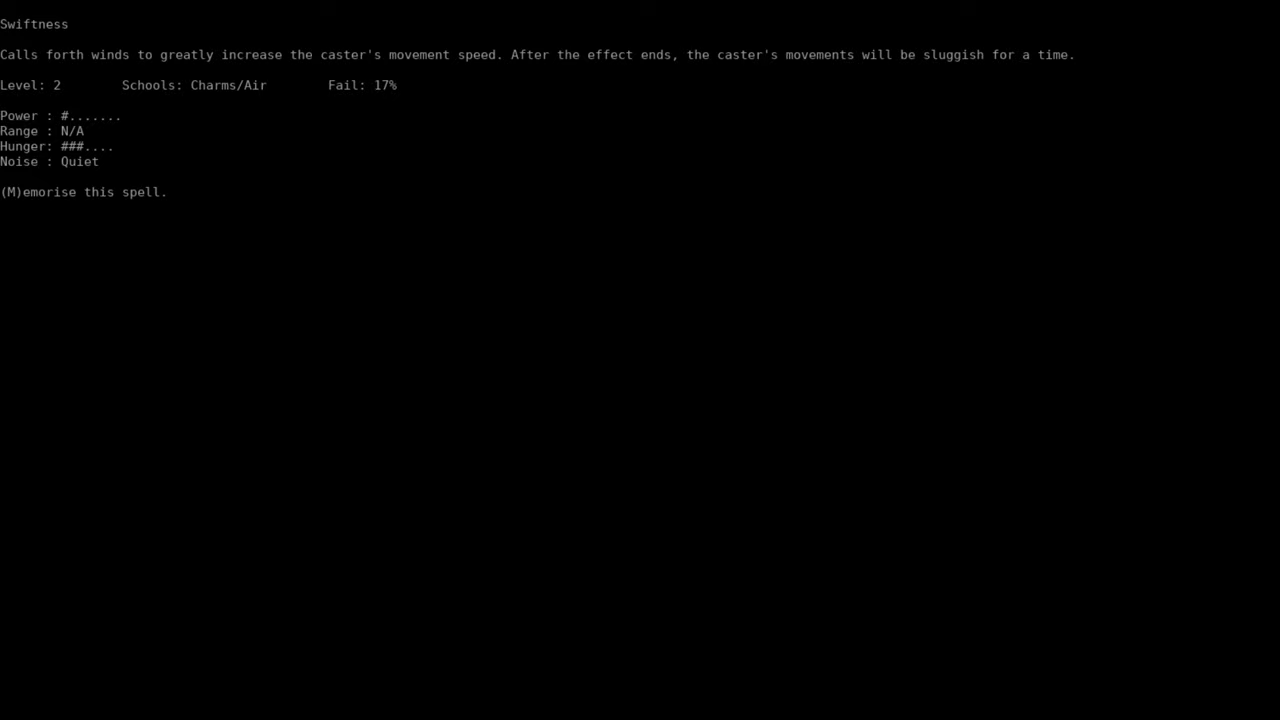 Swiftness
Calls forth winds to greatly increase the caster's movement speed. After the effect ends, the caster's movements will be sluggish for a time.
Level: 2        Schools: Charms/Air        Fail: 17%
Power : #.......
Range : N/A
Hunger: ###....
Noise : Quiet
(M)emorise this spell.